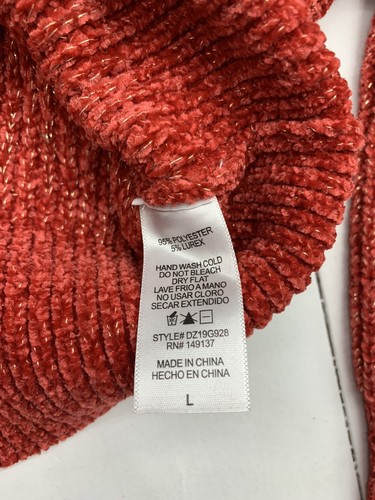 95% POLYESTER
5% LUREX
HAND WASH COLD
DO NOT BLEACH
DRY FLAT
LAVE FRIO A MANO
NO USAR CLORO
SECAR EXTENDIDO
STYLE# DZ19G928
RN# 149137
MADE IN CHINA
HECHO EN CHINA
L